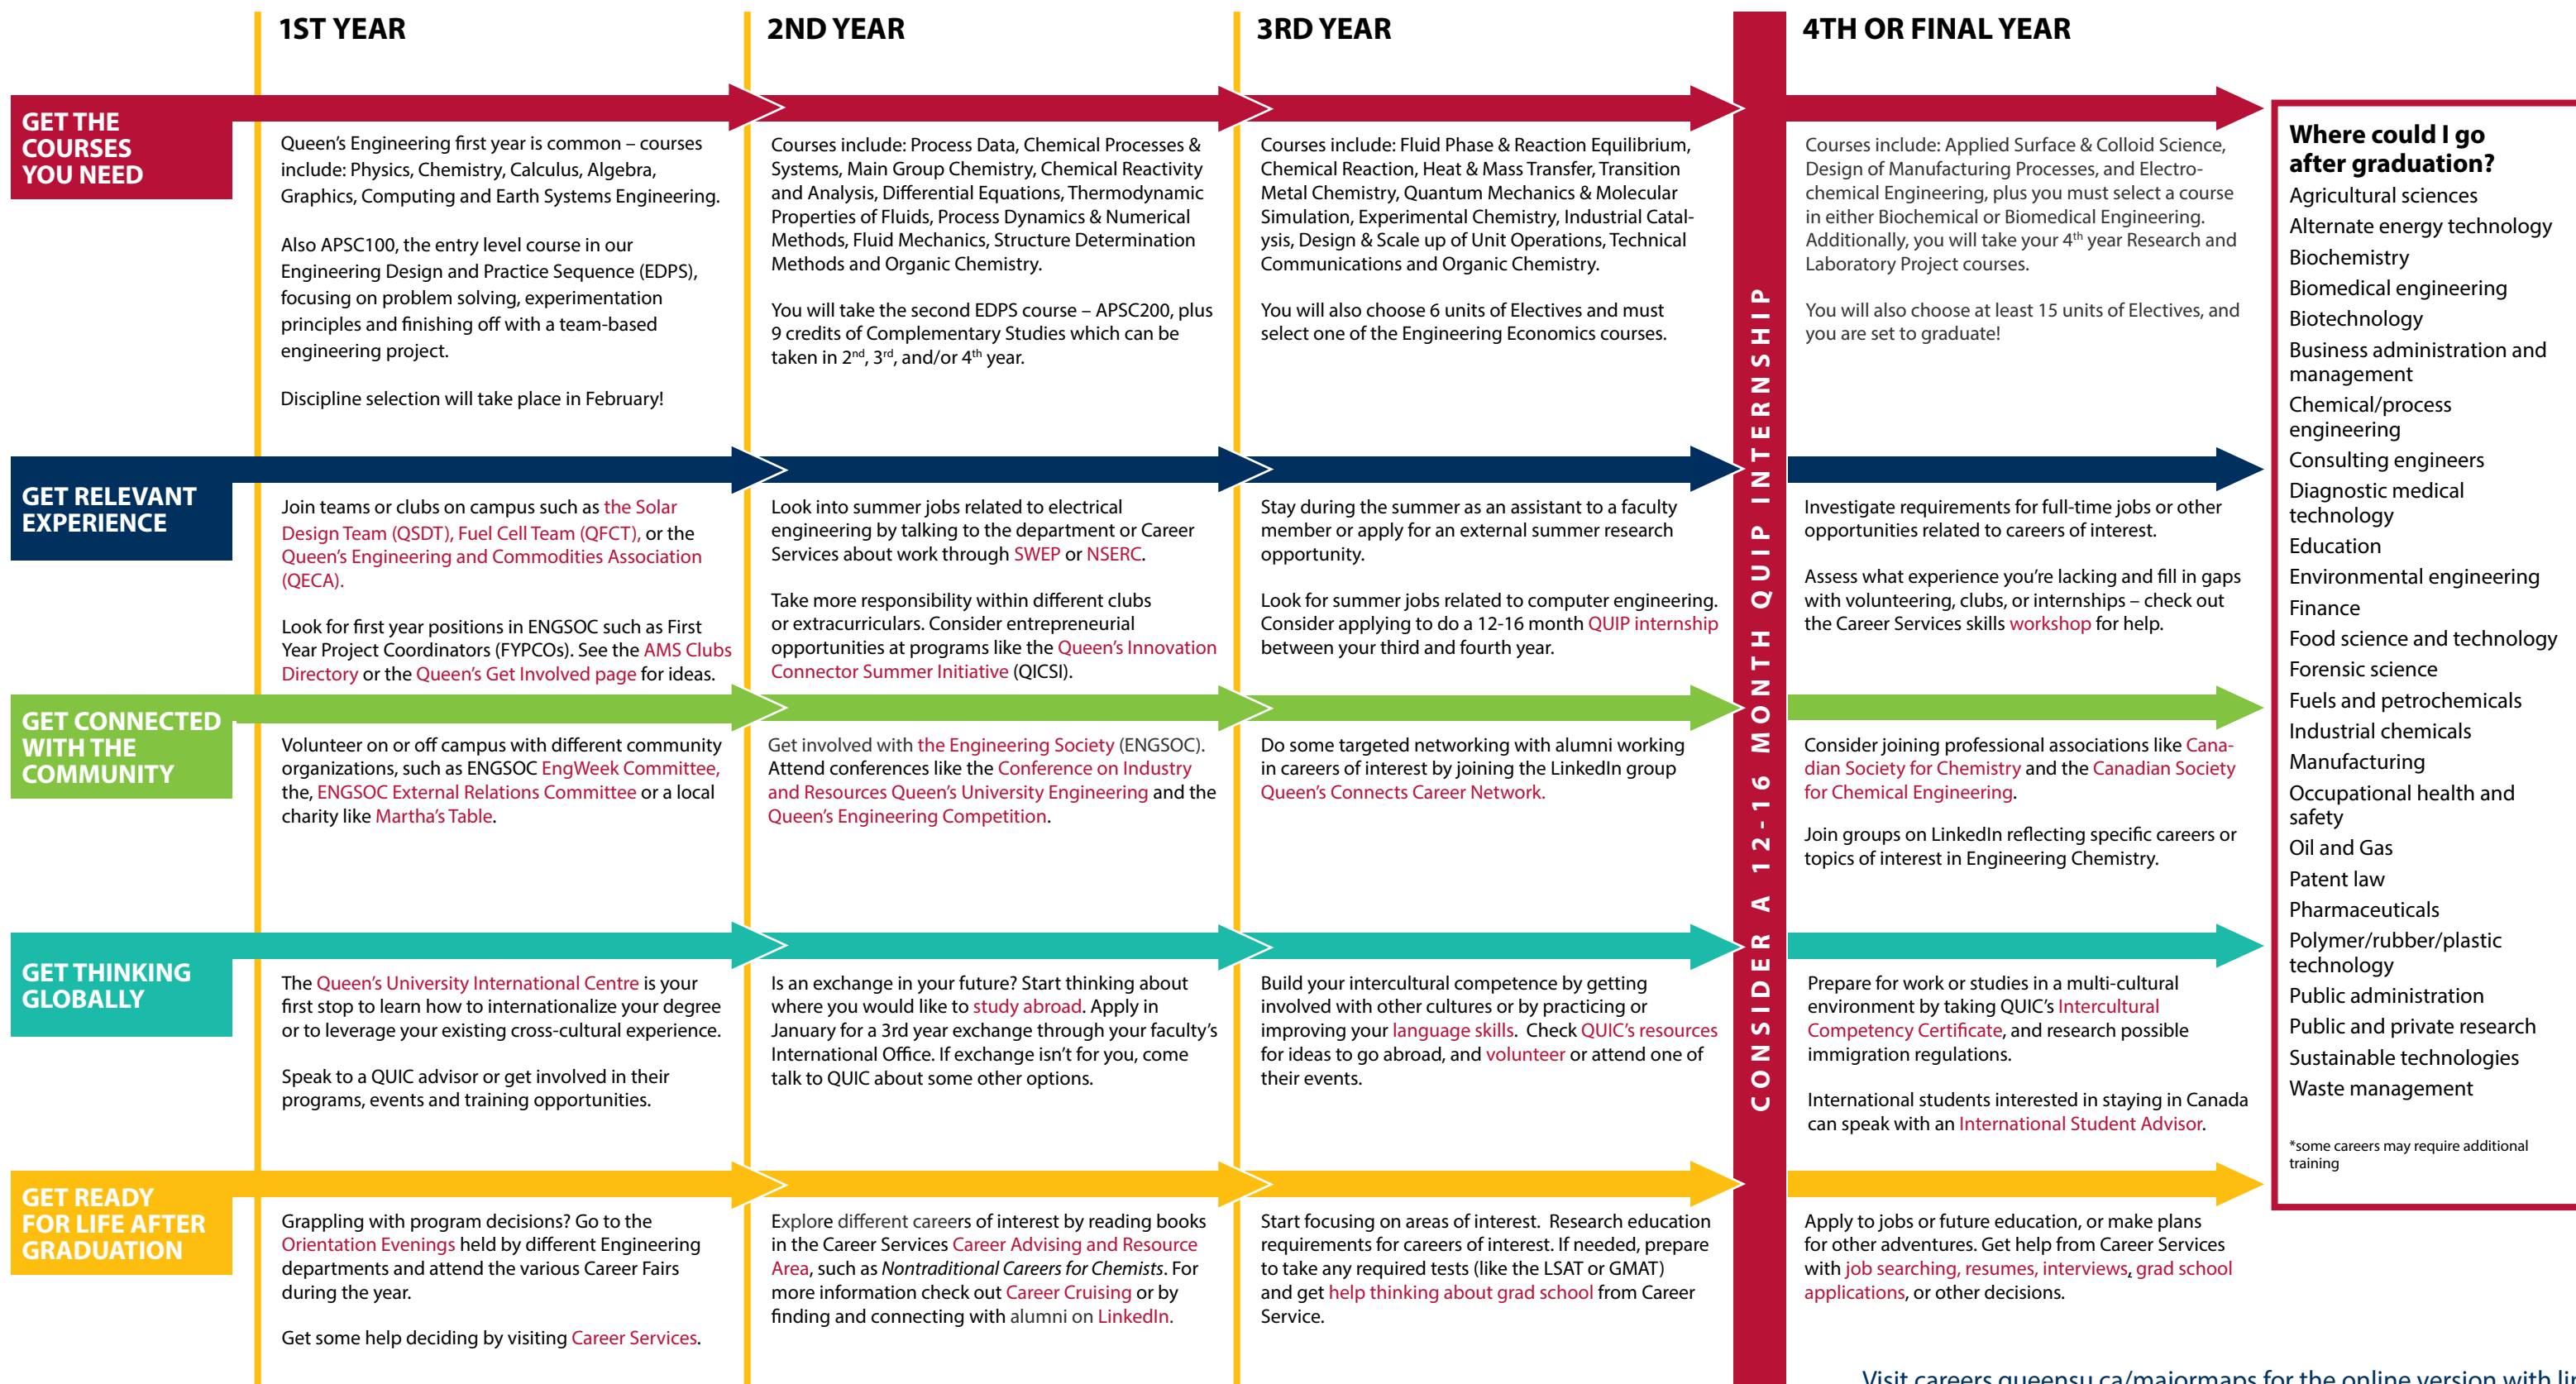 1ST YEAR
2ND YEAR
3RD YEAR
4TH OR FINAL YEAR
GET THE
COURSES
YOU NEED
Queen's Engineering first year is common – courses
include: Physics, Chemistry, Calculus, Algebra,
Graphics, Computing and Earth Systems Engineering.
Also APSC100, the entry level course in our
Engineering Design and Practice Sequence (EDPS),
focusing on problem solving, experimentation
principles and finishing off with a team-based
engineering project.
Discipline selection will take place in February!
Courses include: Process Data, Chemical Processes &
Systems, Main Group Chemistry, Chemical Reactivity
and Analysis, Differential Equations, Thermodynamic
Properties of Fluids, Process Dynamics & Numerical
Methods, Fluid Mechanics, Structure Determination
Methods and Organic Chemistry.
You will take the second EDPS course – APSC200, plus
9 credits of Complementary Studies which can be
taken in 2nd, 3rd, and/or 4th year.
Courses include: Fluid Phase & Reaction Equilibrium,
Chemical Reaction, Heat & Mass Transfer, Transition
Metal Chemistry, Quantum Mechanics & Molecular
Simulation, Experimental Chemistry, Industrial Catal-
ysis, Design & Scale up of Unit Operations, Technical
Communications and Organic Chemistry.
You will also choose 6 units of Electives and must
select one of the Engineering Economics courses.
CONSIDER A 12-16 MONTH QUIP INTERNSHIP
Courses include: Applied Surface & Colloid Science,
Design of Manufacturing Processes, and Electro-
chemical Engineering, plus you must select a course
in either Biochemical or Biomedical Engineering.
Additionally, you will take your 4th year Research and
Laboratory Project courses.
You will also choose at least 15 units of Electives, and
you are set to graduate!
GET RELEVANT
EXPERIENCE
Join teams or clubs on campus such as the Solar
Design Team (QSDT), Fuel Cell Team (QFCT), or the
Queen's Engineering and Commodities Association
(QECA).
Look for first year positions in ENGSOC such as First
Year Project Coordinators (FYPCOs). See the AMS Clubs
Directory or the Queen's Get Involved page for ideas.
Look into summer jobs related to electrical
engineering by talking to the department or Career
Services about work through SWEP or NSERC.
Take more responsibility within different clubs
or extracurriculars. Consider entrepreneurial
opportunities at programs like the Queen's Innovation
Connector Summer Initiative (QICSI).
Stay during the summer as an assistant to a faculty
member or apply for an external summer research
opportunity.
Look for summer jobs related to computer engineering.
Consider applying to do a 12-16 month QUIP internship
between your third and fourth year.
Investigate requirements for full-time jobs or other
opportunities related to careers of interest.
Assess what experience you're lacking and fill in gaps
with volunteering, clubs, or internships – check out
the Career Services skills workshop for help.
GET CONNECTED
WITH THE
COMMUNITY
Volunteer on or off campus with different community
organizations, such as ENGSOC EngWeek Committee,
the, ENGSOC External Relations Committee or a local
charity like Martha's Table.
Get involved with the Engineering Society (ENGSOC).
Attend conferences like the Conference on Industry
and Resources Queen's University Engineering and the
Queen's Engineering Competition.
Do some targeted networking with alumni working
in careers of interest by joining the LinkedIn group
Queen's Connects Career Network.
Consider joining professional associations like Cana-
dian Society for Chemistry and the Canadian Society
for Chemical Engineering.
Join groups on LinkedIn reflecting specific careers or
topics of interest in Engineering Chemistry.
GET THINKING
GLOBALLY
The Queen's University International Centre is your
first stop to learn how to internationalize your degree
or to leverage your existing cross-cultural experience.
Speak to a QUIC advisor or get involved in their
programs, events and training opportunities.
Is an exchange in your future? Start thinking about
where you would like to study abroad. Apply in
January for a 3rd year exchange through your faculty's
International Office. If exchange isn't for you, come
talk to QUIC about some other options.
Build your intercultural competence by getting
involved with other cultures or by practicing or
improving your language skills. Check QUIC's resources
for ideas to go abroad, and volunteer or attend one of
their events.
Prepare for work or studies in a multi-cultural
environment by taking QUIC's Intercultural
Competency Certificate, and research possible
immigration regulations.
International students interested in staying in Canada
can speak with an International Student Advisor.
GET READY
FOR LIFE AFTER
GRADUATION
Grappling with program decisions? Go to the
Orientation Evenings held by different Engineering
departments and attend the various Career Fairs
during the year.
Get some help deciding by visiting Career Services.
Explore different careers of interest by reading books
in the Career Services Career Advising and Resource
Area, such as Nontraditional Careers for Chemists. For
more information check out Career Cruising or by
finding and connecting with alumni on LinkedIn.
Start focusing on areas of interest. Research education
requirements for careers of interest. If needed, prepare
to take any required tests (like the LSAT or GMAT)
and get help thinking about grad school from Career
Service.
Apply to jobs or future education, or make plans
for other adventures. Get help from Career Services
with job searching, resumes, interviews, grad school
applications, or other decisions.
Where could I go
after graduation?
Agricultural sciences
Alternate energy technology
Biochemistry
Biomedical engineering
Biotechnology
Business administration and
management
Chemical/process
engineering
Consulting engineers
Diagnostic medical
technology
Education
Environmental engineering
Finance
Food science and technology
Forensic science
Fuels and petrochemicals
Industrial chemicals
Manufacturing
Occupational health and
safety
Oil and Gas
Patent law
Pharmaceuticals
Polymer/rubber/plastic
technology
Public administration
Public and private research
Sustainable technologies
Waste management
*some careers may require additional
training
Visit careers.queensu.ca/majormaps for the online version with